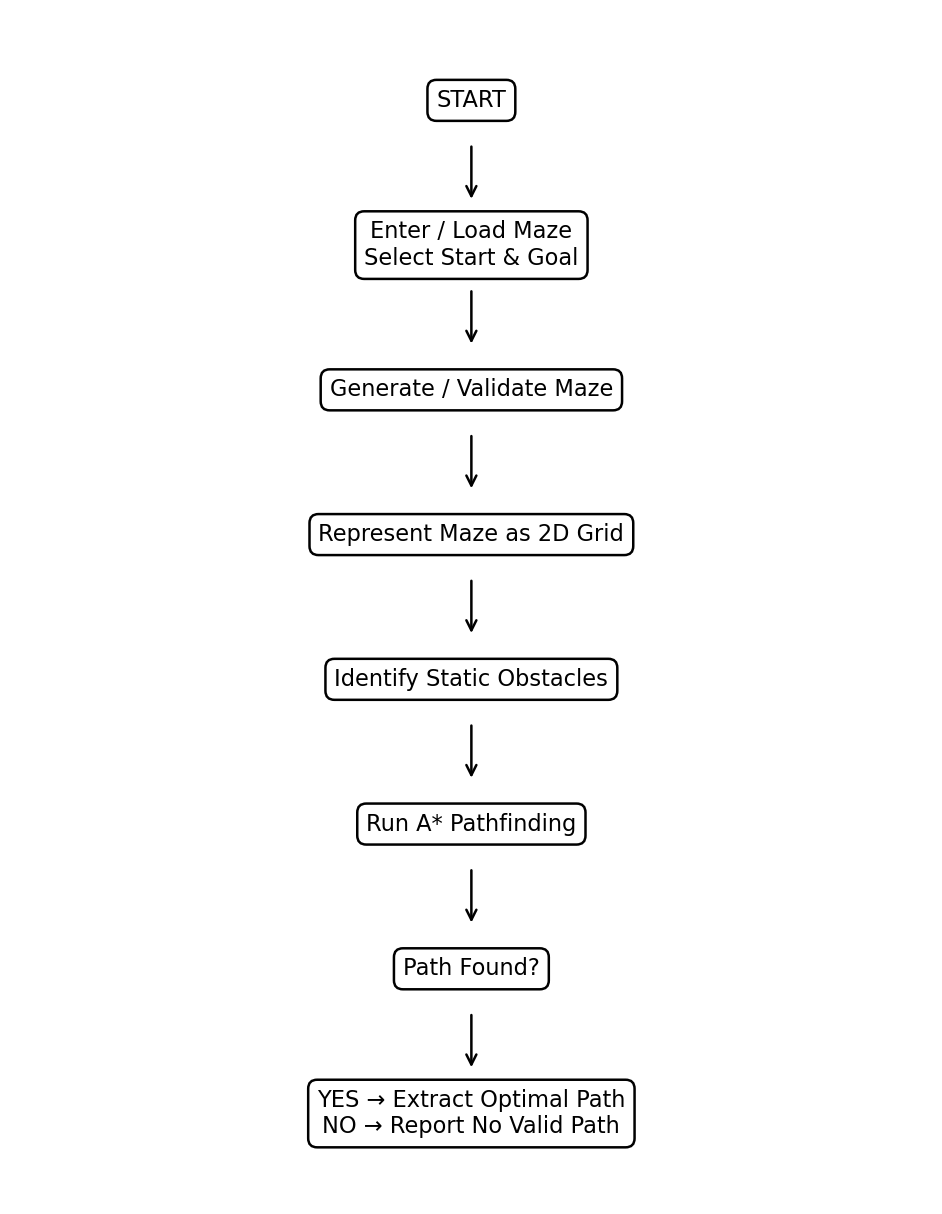 START
Enter / Load Maze
Select Start & Goal
Generate / Validate Maze
Represent Maze as 2D Grid
Identify Static Obstacles
Run A* Pathfinding
Path Found?
YES → Extract Optimal Path
NO → Report No Valid Path